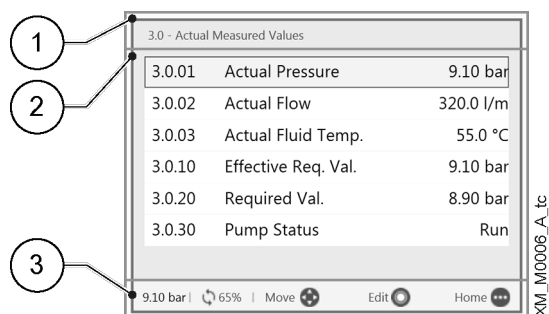 1
3.0 - Actual Measured Values
2
3.0.01 Actual Pressure 9.10 bar
3.0.02 Actual Flow 320.0 l/m
3.0.03 Actual Fluid Temp. 55.0 °C
3.0.10 Effective Req. Val. 9.10 bar
3.0.20 Required Val. 8.90 bar
3.0.30 Pump Status Run
3
9.10 bar | 65% | Move Edit Home
XM_M0006_A_tc